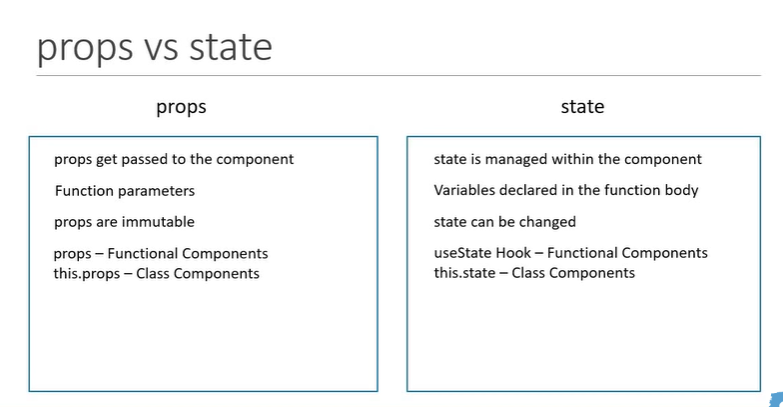 props vs state
props
props get passed to the component
Function parameters
props are immutable
props – Functional Components
this.props – Class Components
state
state is managed within the component
Variables declared in the function body
state can be changed
useState Hook – Functional Components
this.state – Class Components